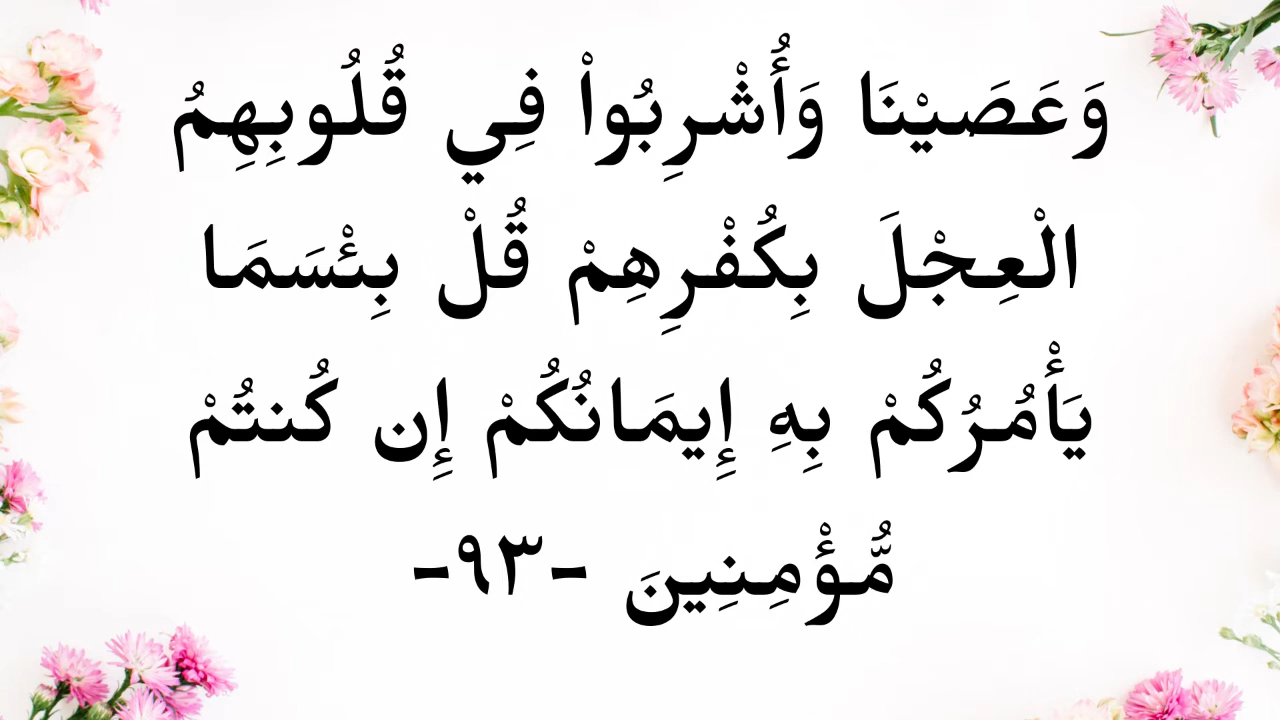 وَعَصَيْنَا وَأُشْرِبُواْ فِي قُلُوبِهِمُ
الْعِجْلَ بِكُفْرِهِمْ قُلْ بِئْسَمَا
يَأْمُرُكُمْ بِهِ إِيمَانُكُمْ إِن كُنتُمْ
مُّؤْمِنِينَ -٩٣-